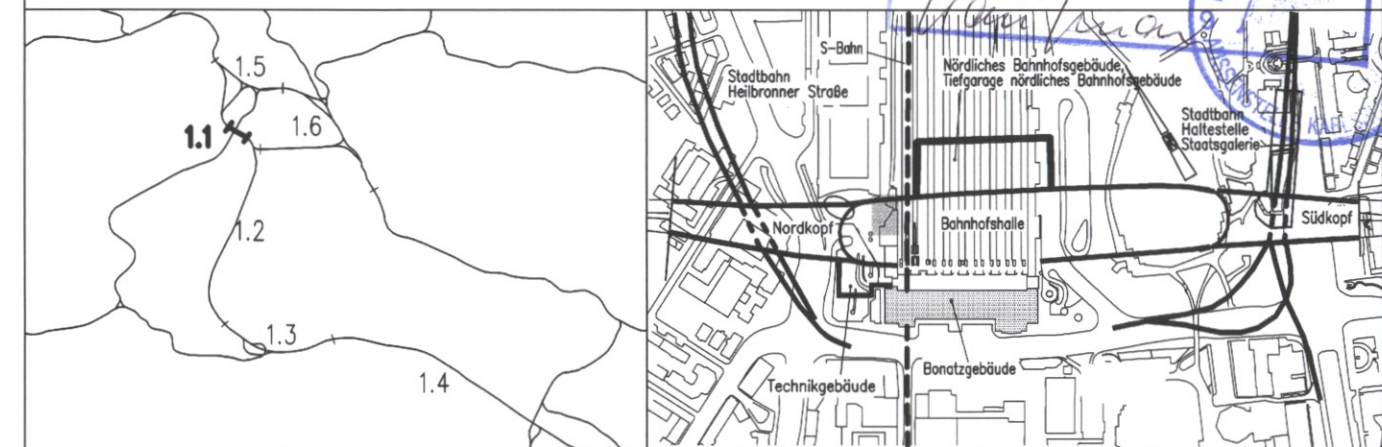 1.5
1.6
1.1
1.2
1.3
1.4
S-Bahn
Stadtbahn
Heilbronner Straße
Nördliches Bahnhofsgebäude,
Tiefgarage nördliches Bahnhofsgebäude
Stadtbahn
Haltestelle
Staatsgalerie
Nordkopf
Bahnhofshalle
Südkopf
Technikgebäude
Bonatzgebäude